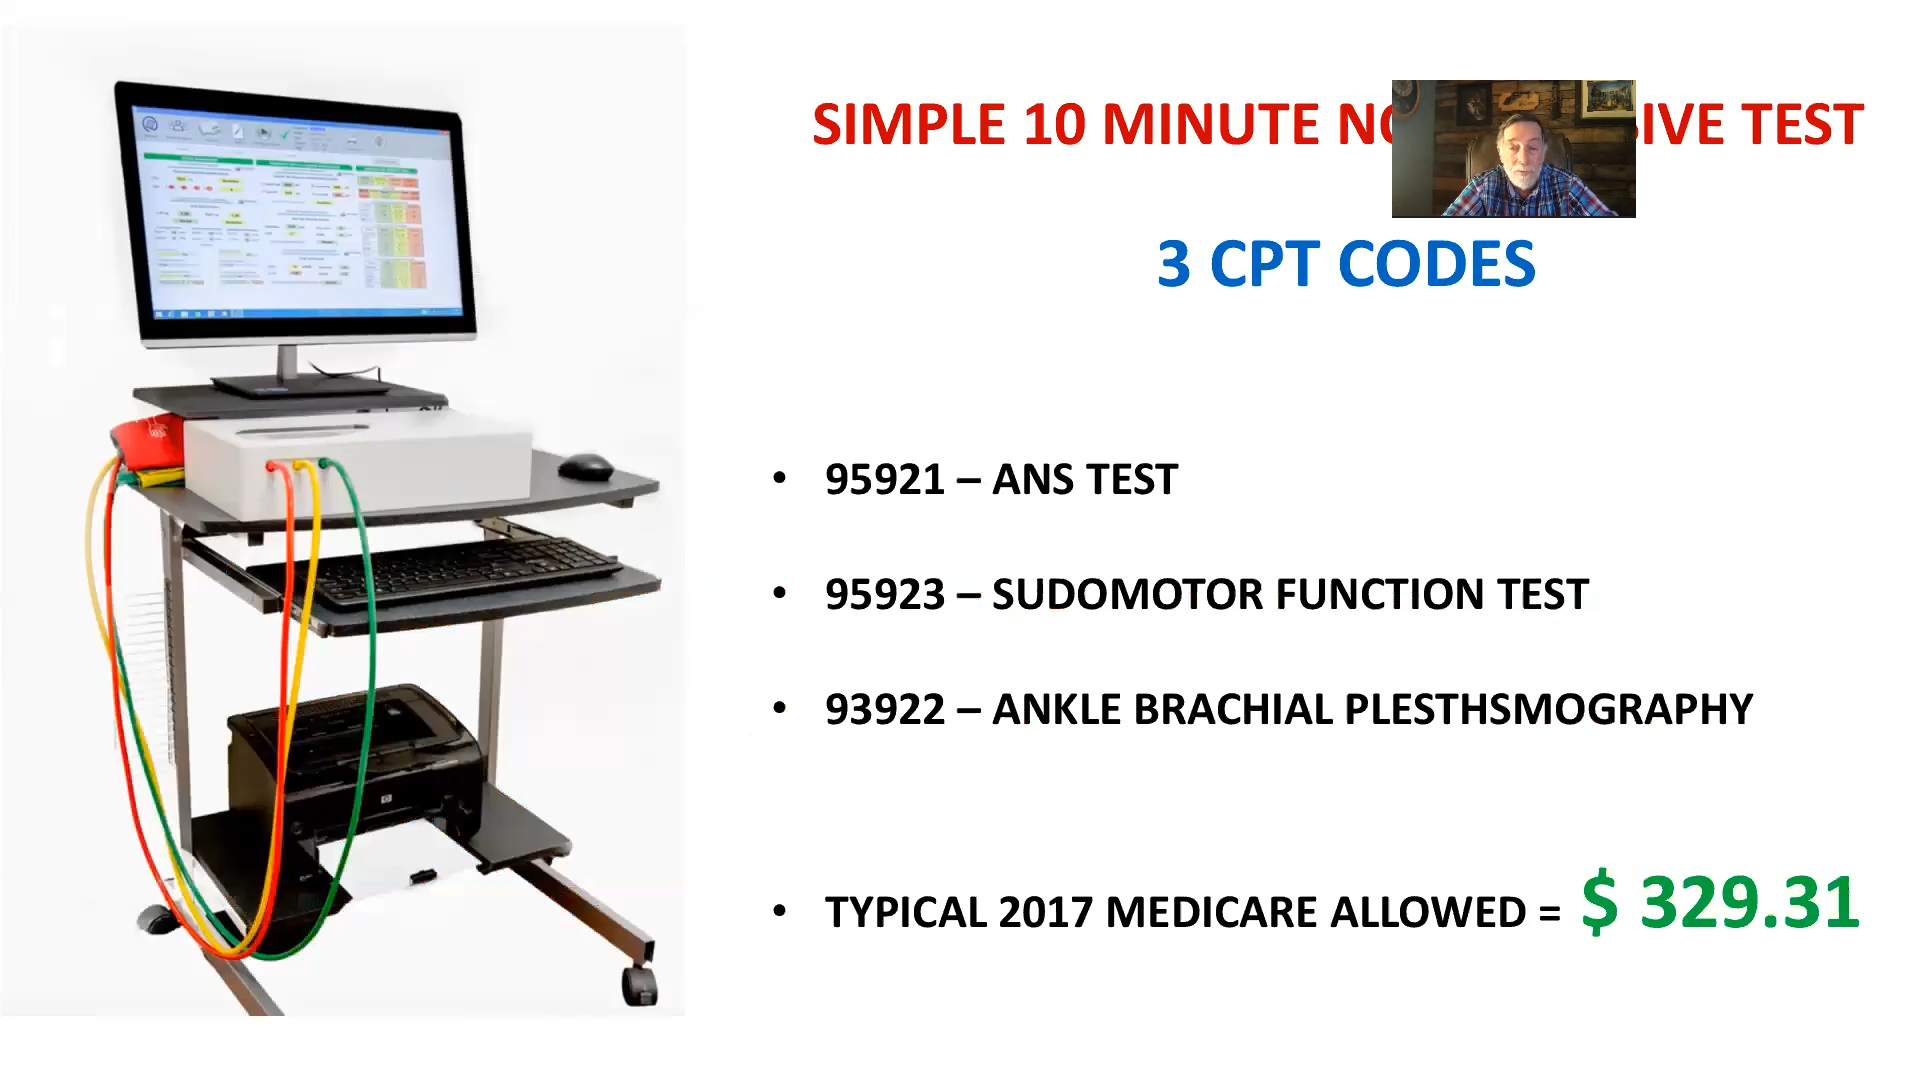 SIMPLE 10 MINUTE IVE TEST
3 CPT CODES
• 95921 – ANS TEST
• 95923 – SUDOMOTOR FUNCTION TEST
• 93922 – ANKLE BRACHIAL PLESTHSMOGRAPHY
• TYPICAL 2017 MEDICARE ALLOWED = $ 329.31